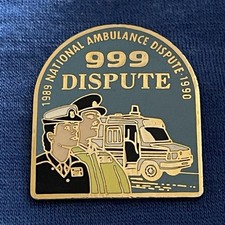 1989 NATIONAL AMBULANCE DISPUTE-1990
999
DISPUTE